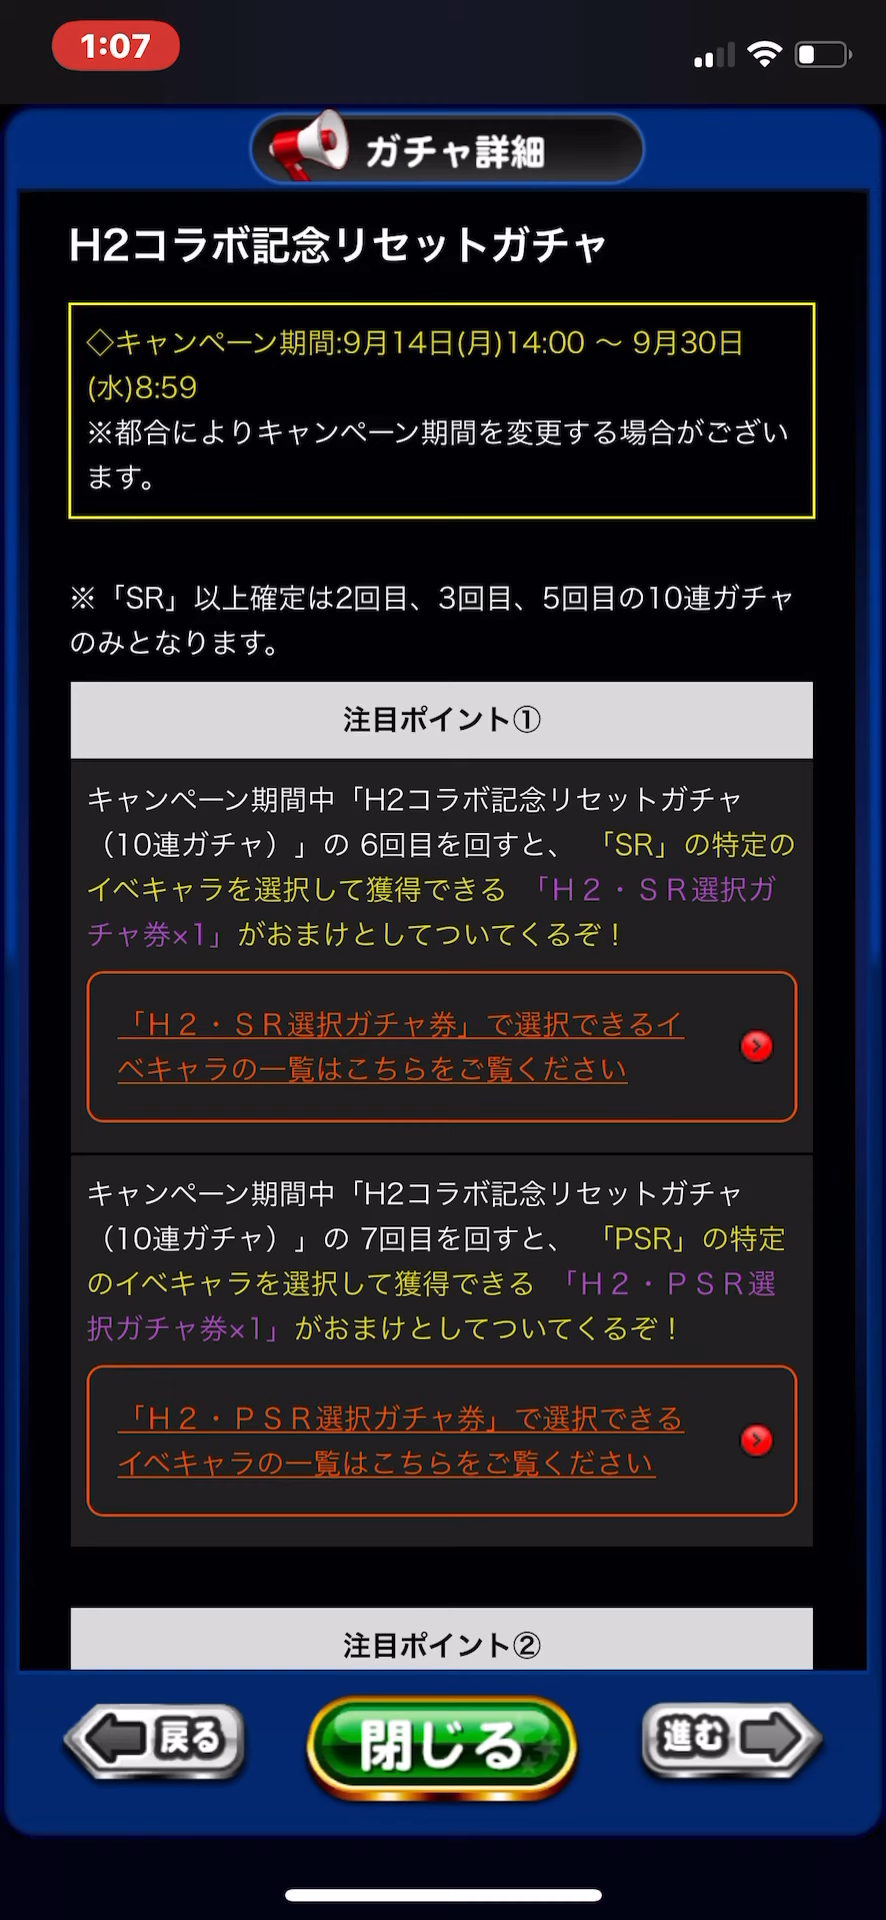 1:07
ガチャ詳細
H2コラボ記念リセットガチャ
◇キャンペーン期間:9月14日(月)14:00 〜 9月30日
(水)8:59
※都合によりキャンペーン期間を変更する場合がござい
ます。
※「SR」以上確定は2回目、3回目、5回目の10連ガチャ
のみとなります。
注目ポイント①
キャンペーン期間中「H2コラボ記念リセットガチャ
（10連ガチャ）」の 6回目を回すと、 「SR」の特定の
イベキャラを選択して獲得できる 「Ｈ２・ＳＲ選択ガ
チャ券×1」がおまけとしてついてくるぞ！
「Ｈ２・ＳＲ選択ガチャ券」で選択できるイ
ベキャラの一覧はこちらをご覧ください
キャンペーン期間中「H2コラボ記念リセットガチャ
（10連ガチャ）」の 7回目を回すと、 「PSR」の特定
のイベキャラを選択して獲得できる 「Ｈ２・ＰＳＲ選
択ガチャ券×1」がおまけとしてついてくるぞ！
「Ｈ２・ＰＳＲ選択ガチャ券」で選択できる
イベキャラの一覧はこちらをご覧ください
注目ポイント②
戻る
閉じる
進む